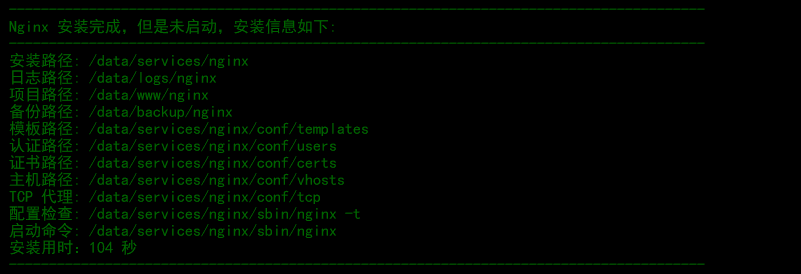 Nginx 安装完成，但是未启动，安装信息如下:
安装路径: /data/services/nginx
日志路径: /data/logs/nginx
项目路径: /data/www/nginx
备份路径: /data/backup/nginx
模板路径: /data/services/nginx/conf/templates
认证路径: /data/services/nginx/conf/users
证书路径: /data/services/nginx/conf/certs
主机路径: /data/services/nginx/conf/vhosts
TCP 代理: /data/services/nginx/conf/tcp
配置检查: /data/services/nginx/sbin/nginx -t
启动命令: /data/services/nginx/sbin/nginx
安装用时：104 秒